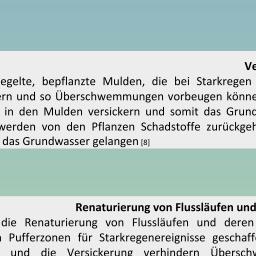 Ve
egelte, bepflanzte Mulden, die bei Starkregen
ern und so Überschwemmungen vorbeugen könne
in den Mulden versickern und somit das Grund
werden von den Pflanzen Schadstoffe zurückgeh
das Grundwasser gelangen [8]
Renaturierung von Flussläufen und
die Renaturierung von Flussläufen und deren
Pufferzonen für Starkregenereignisse geschaffe
und die Versickerung verhindern Überschw